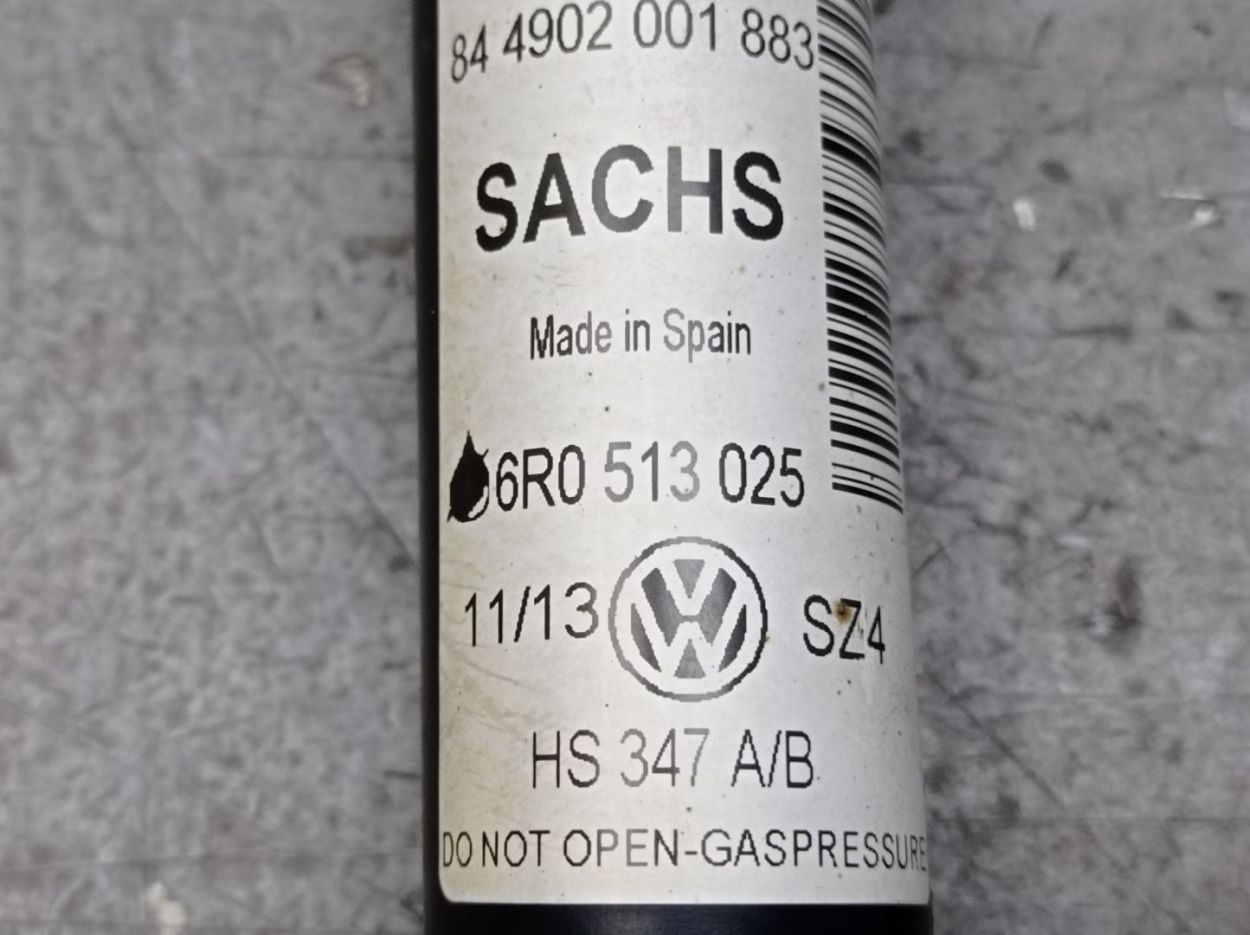 84 4902 001 883
SACHS
Made in Spain
6R0 513 025
11/13 VW SZ4
HS 347 A/B
DO NOT OPEN-GASPRESSURE